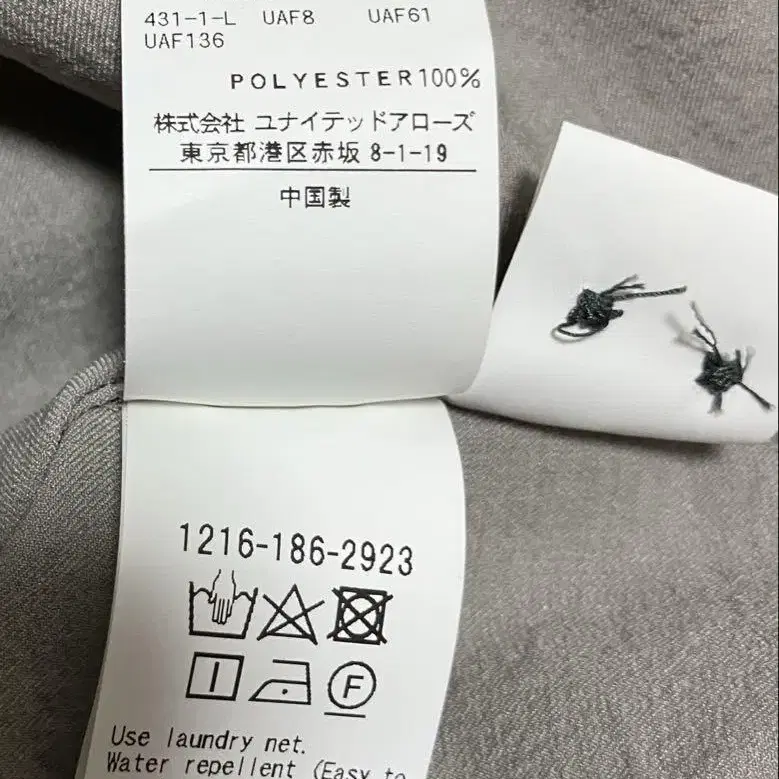 431-1-L UAF8 UAF61
UAF136
POLYESTER100%
株式会社 ユナイテッドアローズ
東京都港区赤坂 8-1-19
中国製
1216-186-2923
F
Use laundry net.
Water repellent (Easy to